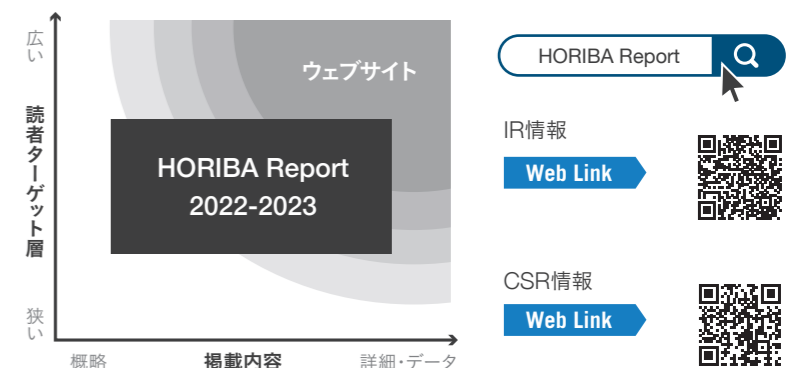 広い
読者ターゲット層
狭い
ウェブサイト
HORIBA Report
2022-2023
概略
掲載内容
詳細・データ
HORIBA Report
IR情報
Web Link
CSR情報
Web Link